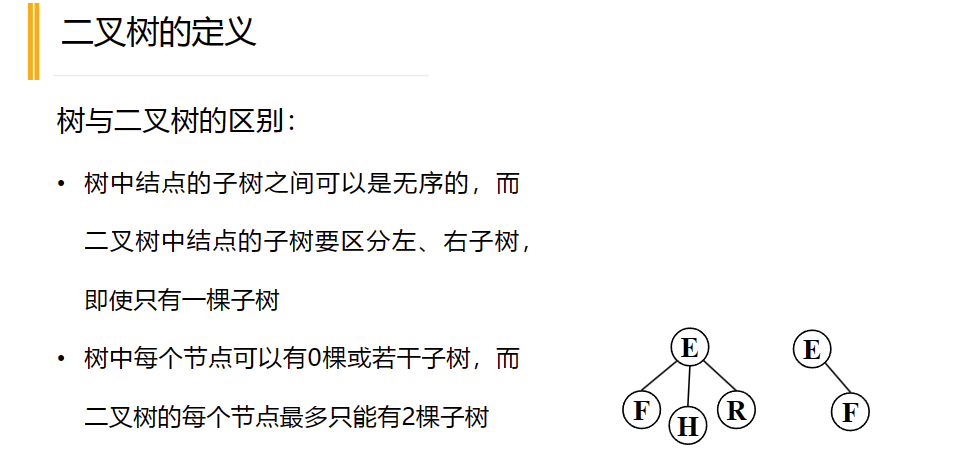 二叉树的定义
树与二叉树的区别：
• 树中结点的子树之间可以是无序的，而
二叉树中结点的子树要区分左、右子树，
即使只有一棵子树
• 树中每个节点可以有0棵或若干子树，而
二叉树的每个节点最多只能有2棵子树
E
F
H
R
E
F